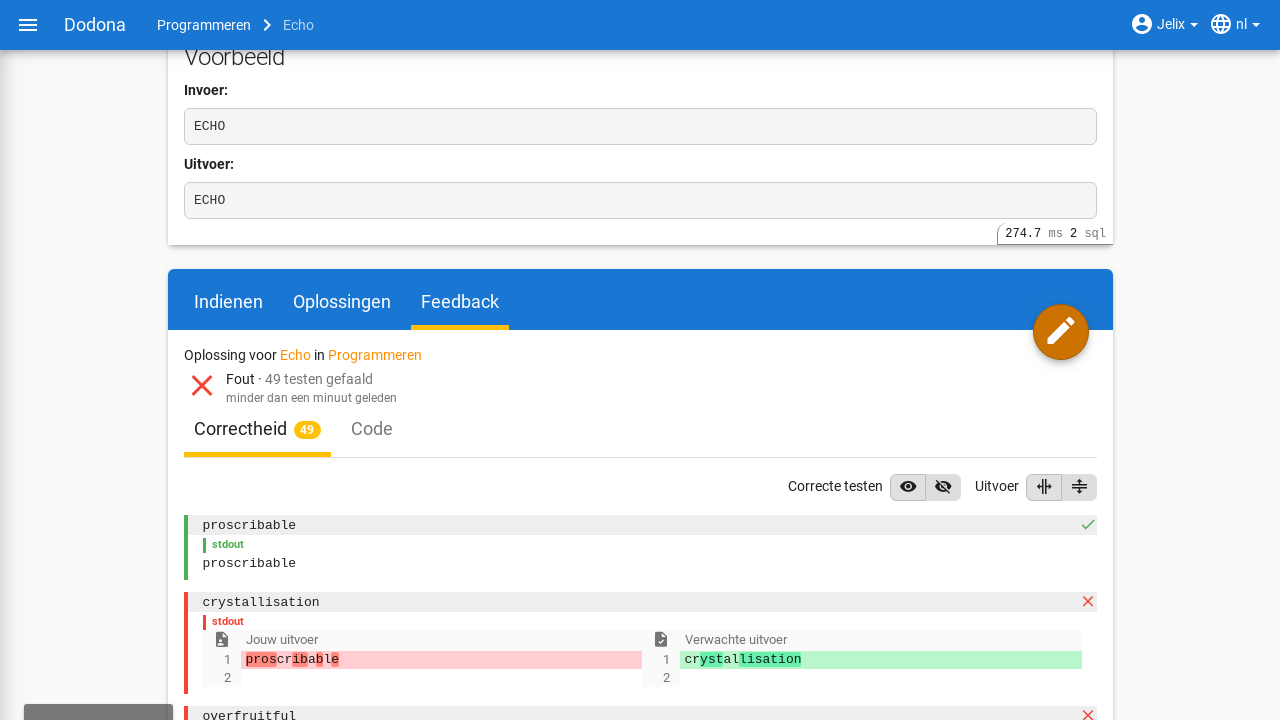 Dodona Programmeren Echo Jelix nl
Voorbeeld
Invoer:
ECHO
Uitvoer:
ECHO
274.7 ms 2 sql
Indienen Oplossingen Feedback
Oplossing voor Echo in Programmeren
Fout · 49 testen gefaald
minder dan een minuut geleden
Correctheid 49 Code
Correcte testen Uitvoer
proscribable
stdout
proscribable
crystallisation
stdout
Jouw uitvoer Verwachte uitvoer
1 proscribable 1 crystallisation
2 2
overfruitful